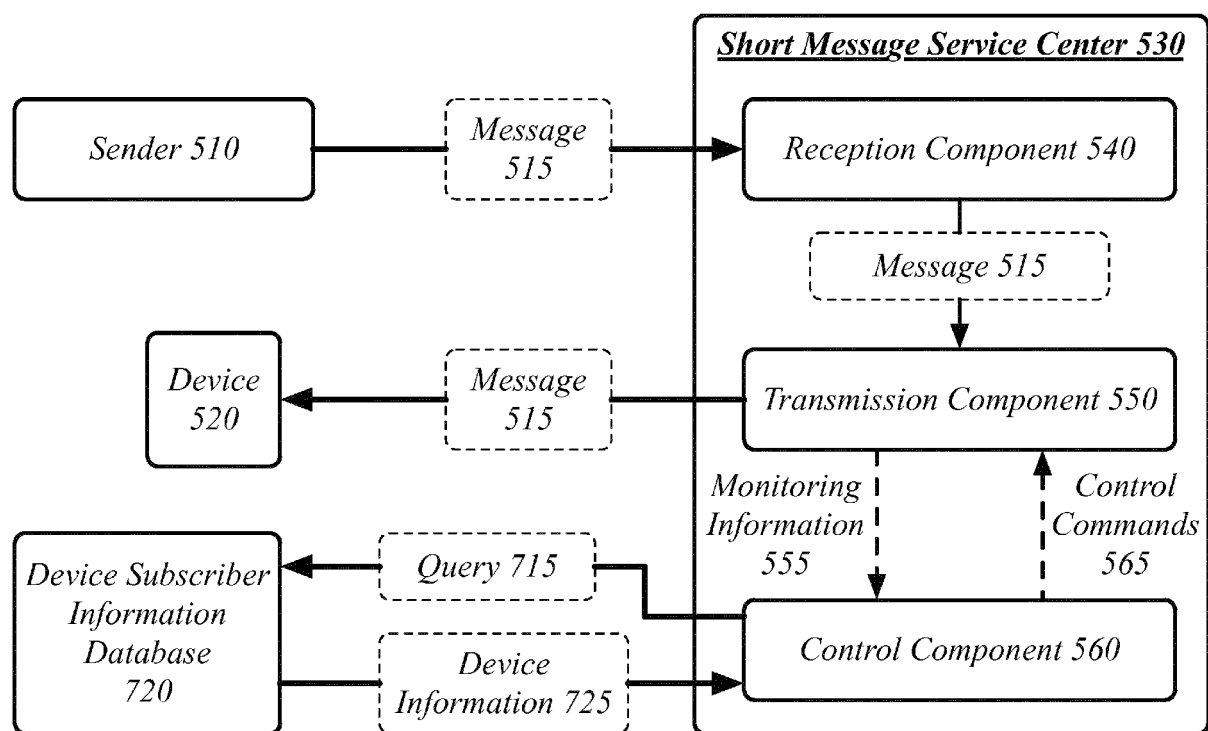 Short Message Service Center 530
Sender 510
Message
515
Reception Component 540
Message 515
Device
520
Message
515
Transmission Component 550
Monitoring
Information
555
Control
Commands
565
Device Subscriber
Information
Database
720
Query 715
Device
Information 725
Control Component 560